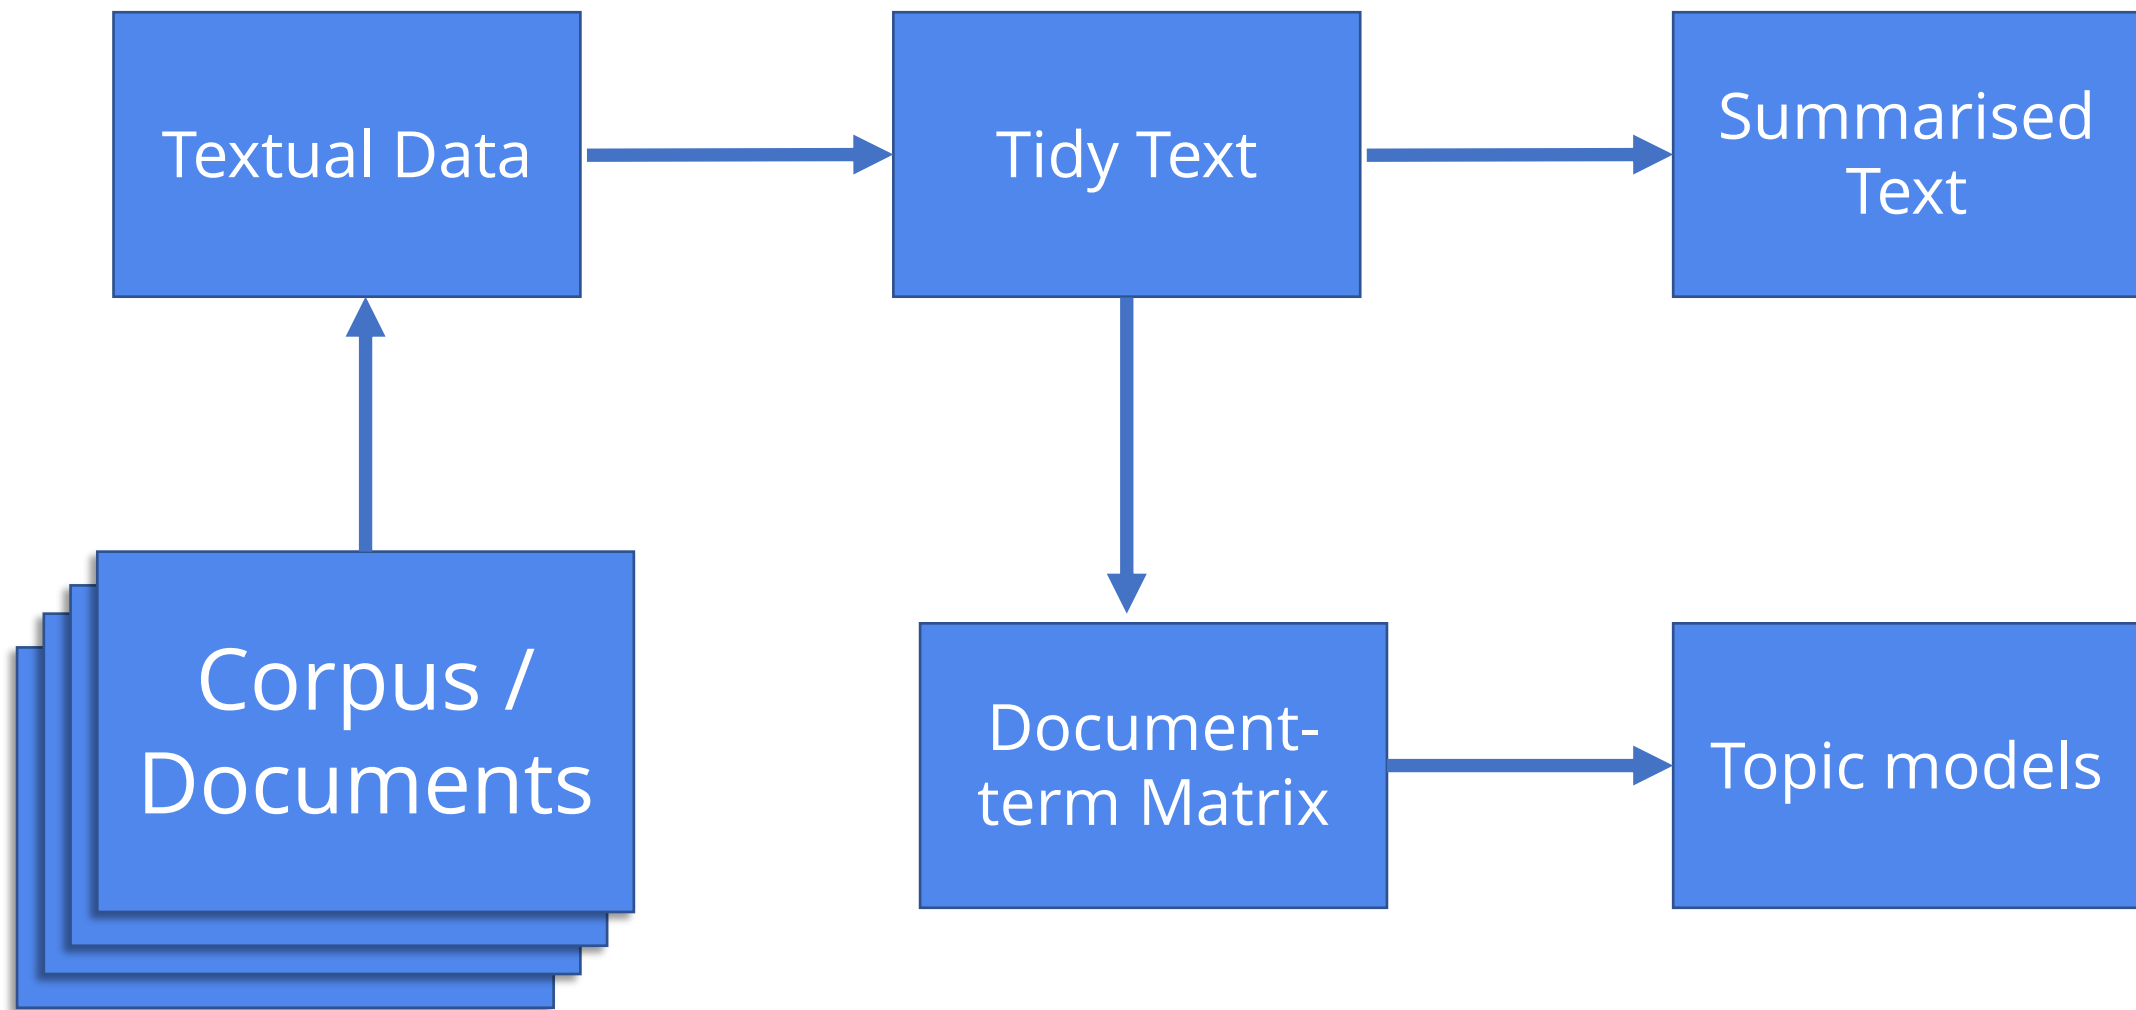 Textual Data
Tidy Text
Summarised
Text
Corpus /
Documents
Document-
term Matrix
Topic models